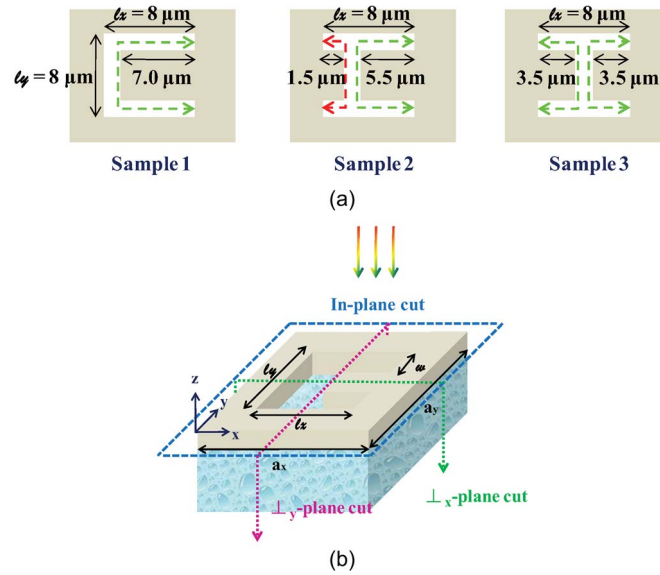 ℓx = 8 μm
ℓx = 8 μm
ℓx = 8 μm
ℓy = 8 μm
7.0 μm
1.5 μm
5.5 μm
3.5 μm
3.5 μm
Sample 1
Sample 2
Sample 3
(a)
In-plane cut
ℓy
w
z
y
x
ℓx
ay
ax
⊥y-plane cut
⊥x-plane cut
(b)